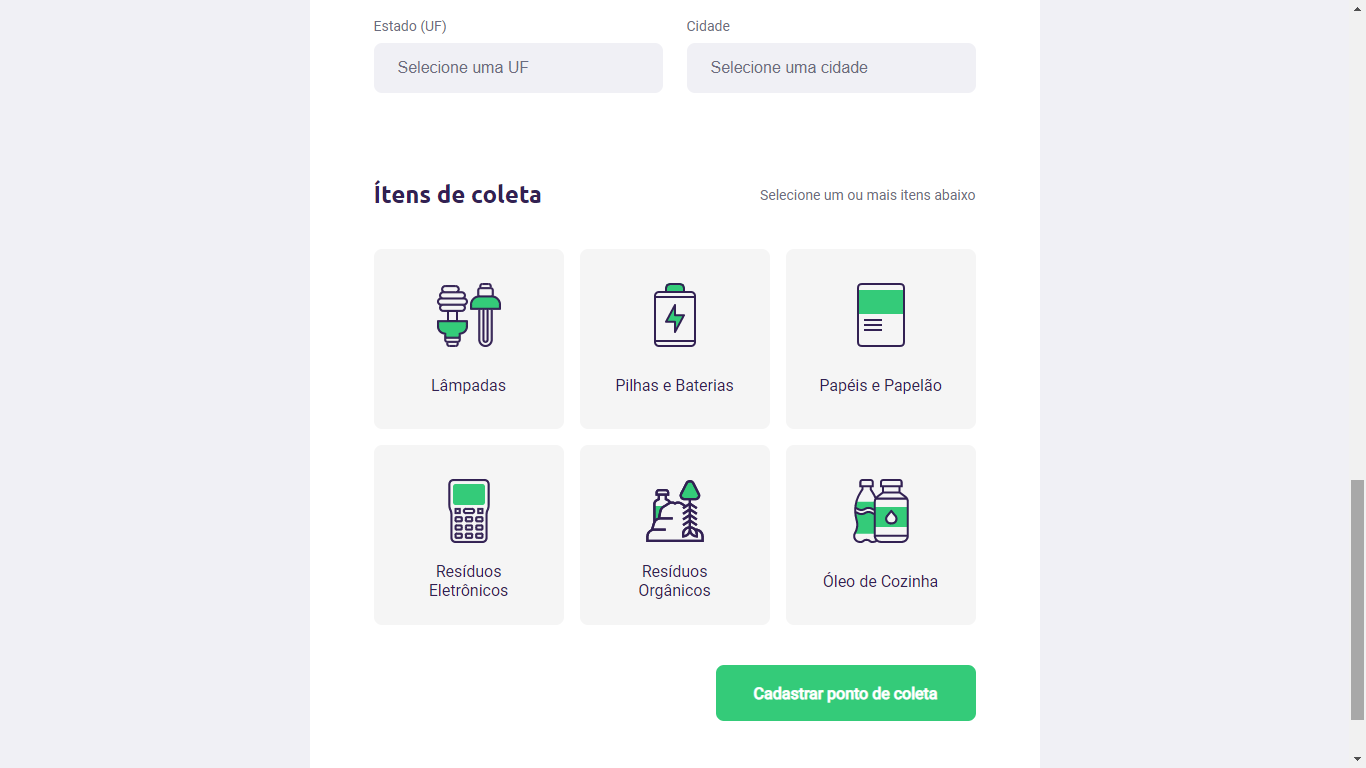 Estado (UF)
Cidade
Selecione uma UF
Selecione uma cidade
Ítens de coleta
Selecione um ou mais itens abaixo
Lâmpadas
Pilhas e Baterias
Papéis e Papelão
Resíduos
Eletrônicos
Resíduos
Orgânicos
Óleo de Cozinha
Cadastrar ponto de coleta